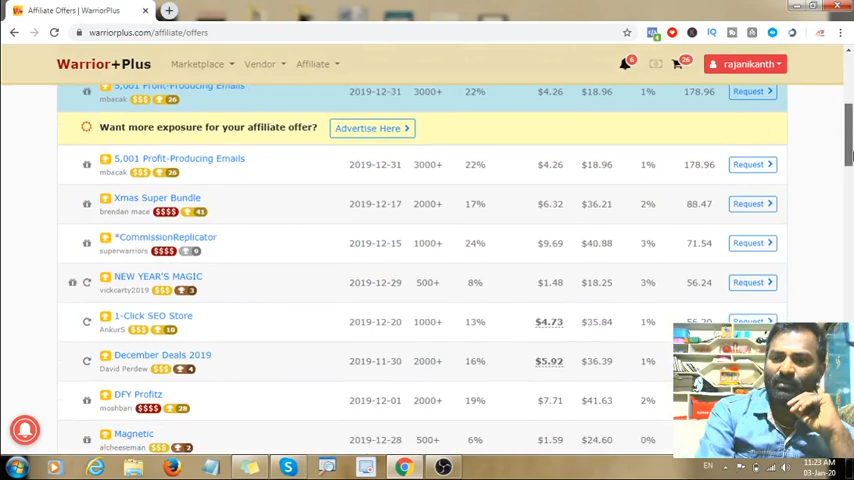 Affiliate Offers | WarriorPlus
warriorplus.com/affiliate/offers
Warrior+Plus Marketplace Vendor Affiliate 6 26 rajanikanth
5,001 Profit-Producing Emails 2019-12-31 3000+ 22% $4.26 $18.96 1% 178.96 Request
mbacak $$$ 26
Want more exposure for your affiliate offer? Advertise Here
5,001 Profit-Producing Emails 2019-12-31 3000+ 22% $4.26 $18.96 1% 178.96 Request
mbacak $$$ 26
Xmas Super Bundle 2019-12-17 2000+ 17% $6.32 $36.21 2% 88.47 Request
brendan mace $$$$ 41
*CommissionReplicator 2019-12-15 1000+ 24% $9.69 $40.88 3% 71.54 Request
superwarriors $$$$ 9
NEW YEAR'S MAGIC 2019-12-29 500+ 8% $1.48 $18.25 3% 56.24 Request
vickcarty2019 $$$ 3
1-Click SEO Store 2019-12-20 1000+ 13% $4.73 $35.84 1% Request
AnkurS $$$ 10
December Deals 2019 2019-11-30 2000+ 16% $5.92 $36.39 1%
David Perdew $$$ 4
DFY Profitz 2019-12-01 2000+ 19% $7.71 $41.63 2%
moshbari $$$$ 28
Magnetic 2019-12-28 500+ 6% $1.59 $24.60 0%
alcheeseman $$$ 2
EN 11:23 AM
03-Jan-20